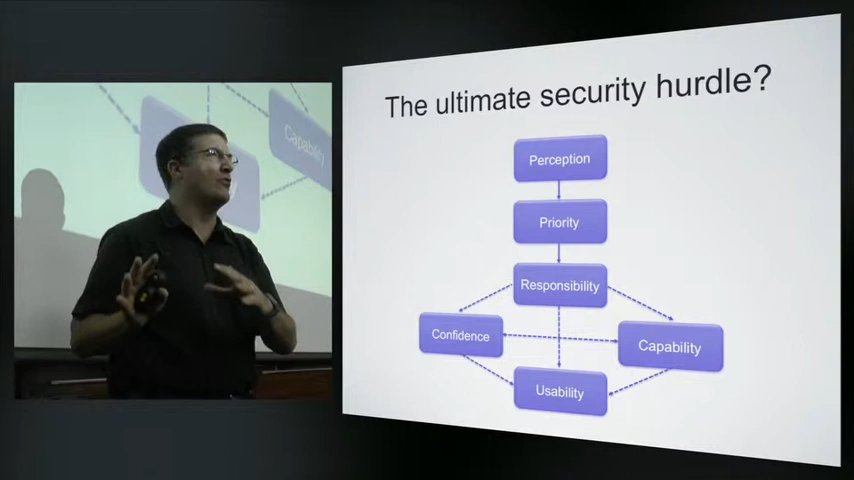 The ultimate security hurdle?
Perception
Priority
Responsibility
Confidence
Capability
Usability
Capability